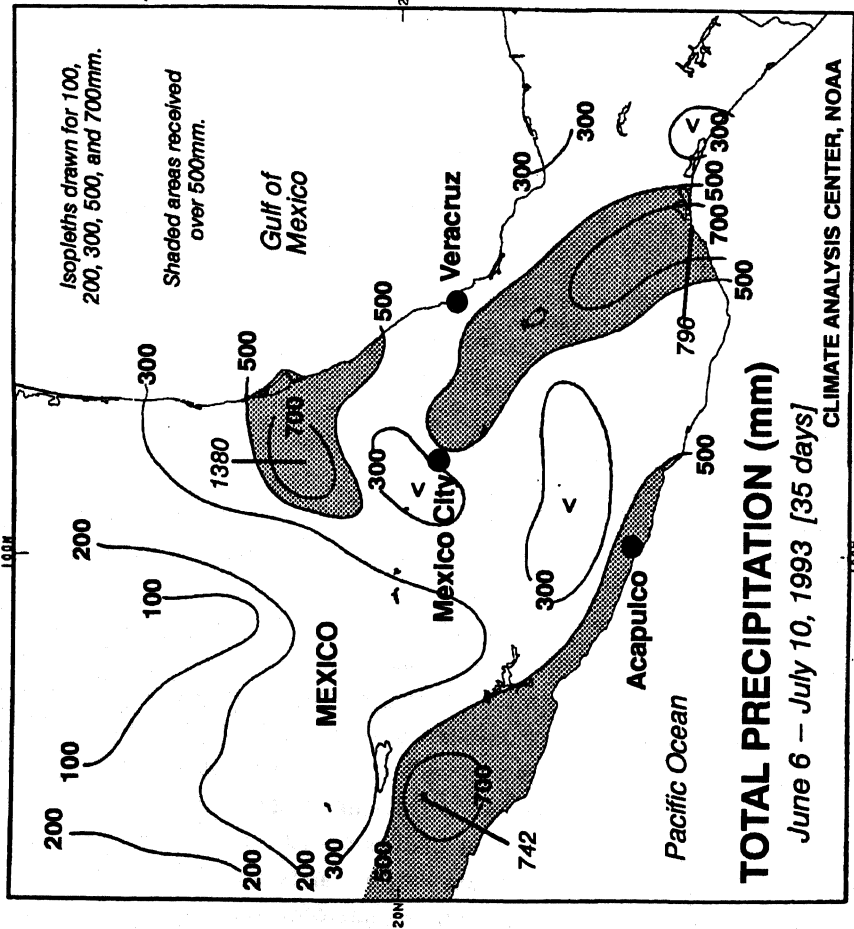 100W
Isopleths drawn for 100,
200, 300, 500, and 700mm.
Shaded areas received
over 500mm.
Gulf of
Mexico
200
200
100
100
300
200
200
300
1380
500
700
MEXICO
500
300
500
<
Mexico City
Veracruz
20N
700
742
300
300
300
<
Acapulco
Pacific Ocean
796
<
300
500
500
700
500
TOTAL PRECIPITATION (mm)
June 6 – July 10, 1993 [35 days]
CLIMATE ANALYSIS CENTER, NOAA